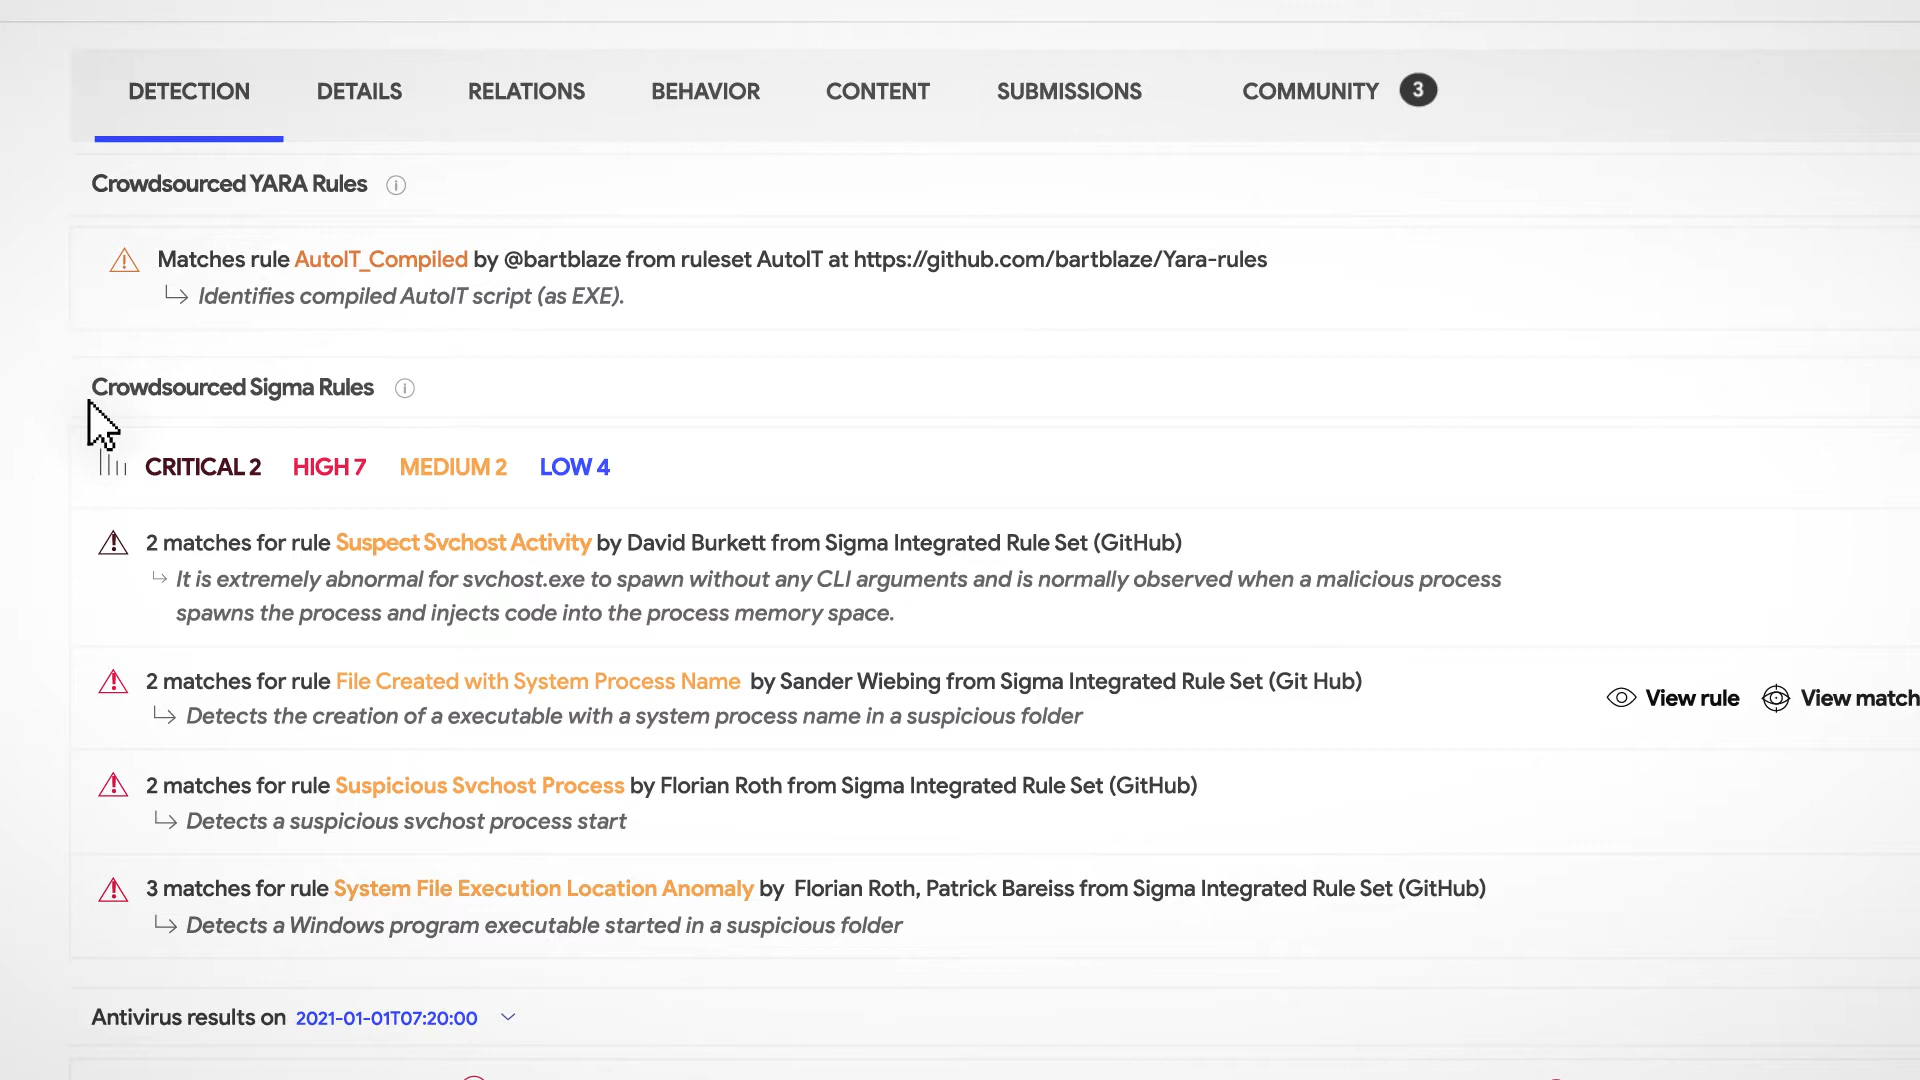 DETECTION DETAILS RELATIONS BEHAVIOR CONTENT SUBMISSIONS COMMUNITY 3
Crowdsourced YARA Rules
Matches rule AutoIT_Compiled by @bartblaze from ruleset AutoIT at https://github.com/bartblaze/Yara-rules
Identifies compiled AutoIT script (as EXE).
Crowdsourced Sigma Rules
CRITICAL 2 HIGH 7 MEDIUM 2 LOW 4
2 matches for rule Suspect Svchost Activity by David Burkett from Sigma Integrated Rule Set (GitHub)
It is extremely abnormal for svchost.exe to spawn without any CLI arguments and is normally observed when a malicious process
spawns the process and injects code into the process memory space.
2 matches for rule File Created with System Process Name by Sander Wiebing from Sigma Integrated Rule Set (Git Hub)
Detects the creation of a executable with a system process name in a suspicious folder
View rule View match
2 matches for rule Suspicious Svchost Process by Florian Roth from Sigma Integrated Rule Set (GitHub)
Detects a suspicious svchost process start
3 matches for rule System File Execution Location Anomaly by Florian Roth, Patrick Bareiss from Sigma Integrated Rule Set (GitHub)
Detects a Windows program executable started in a suspicious folder
Antivirus results on 2021-01-01T07:20:00